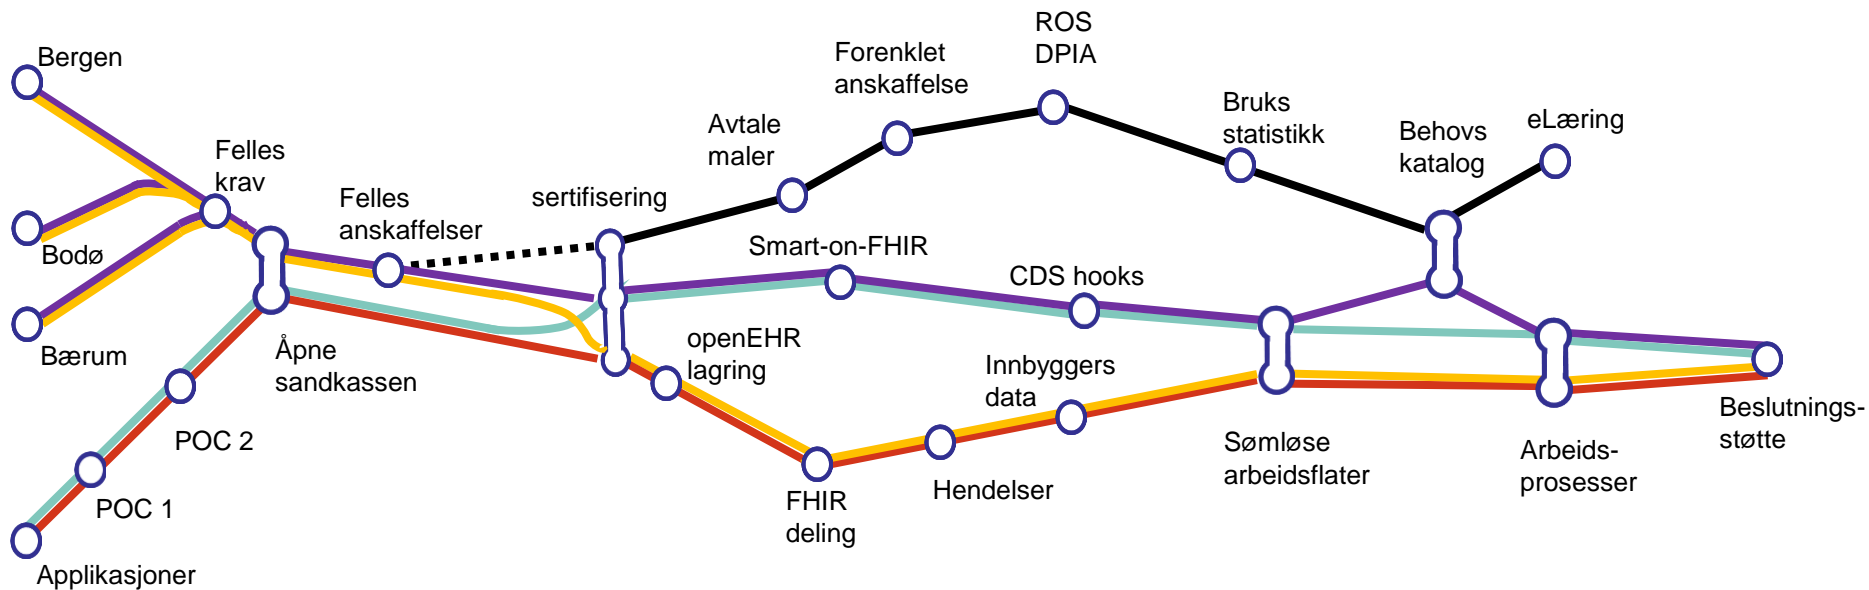 Bergen
Bodø
Bærum
Applikasjoner
POC 1
POC 2
Felles
krav
Åpne
sandkassen
Felles
anskaffelser
sertifisering
Avtale
maler
Forenklet
anskaffelse
ROS
DPIA
Bruks
statistikk
Behovs
katalog
eLæring
Smart-on-FHIR
CDS hooks
openEHR
lagring
FHIR
deling
Hendelser
Innbyggers
data
Sømløse
arbeidsflater
Arbeids-
prosesser
Beslutnings-
støtte